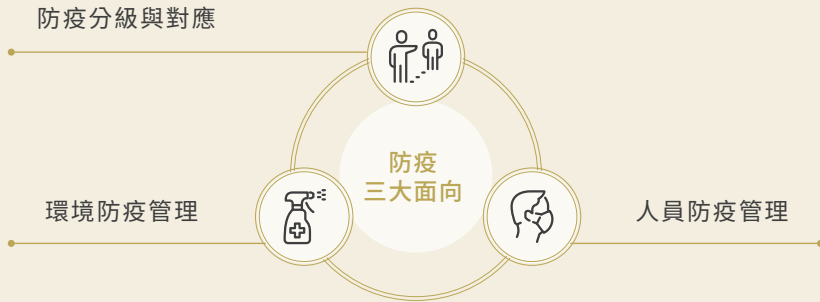 防疫分級與對應
防疫
三大面向
環境防疫管理
人員防疫管理